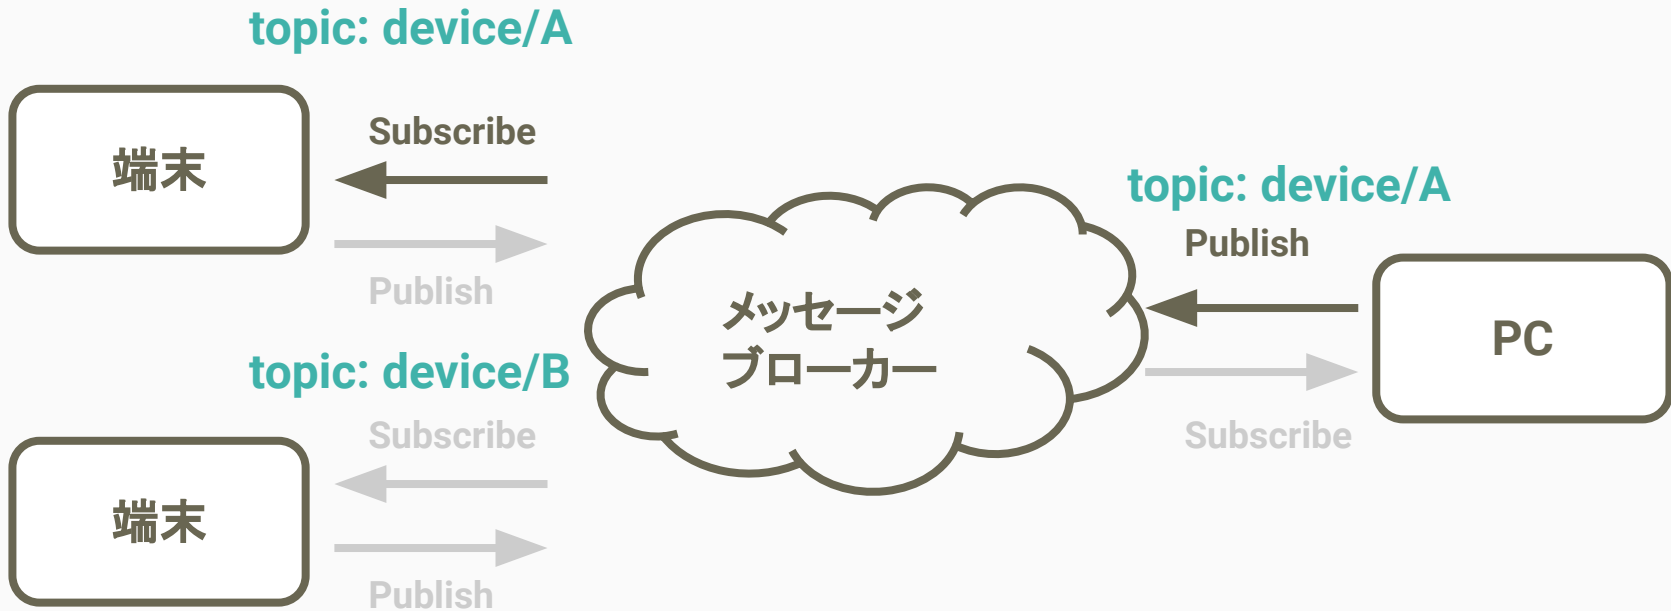 topic: device/A
端末
Subscribe
Publish
topic: device/B
Subscribe
端末
Publish
メッセージ
ブローカー
topic: device/A
Publish
PC
Subscribe